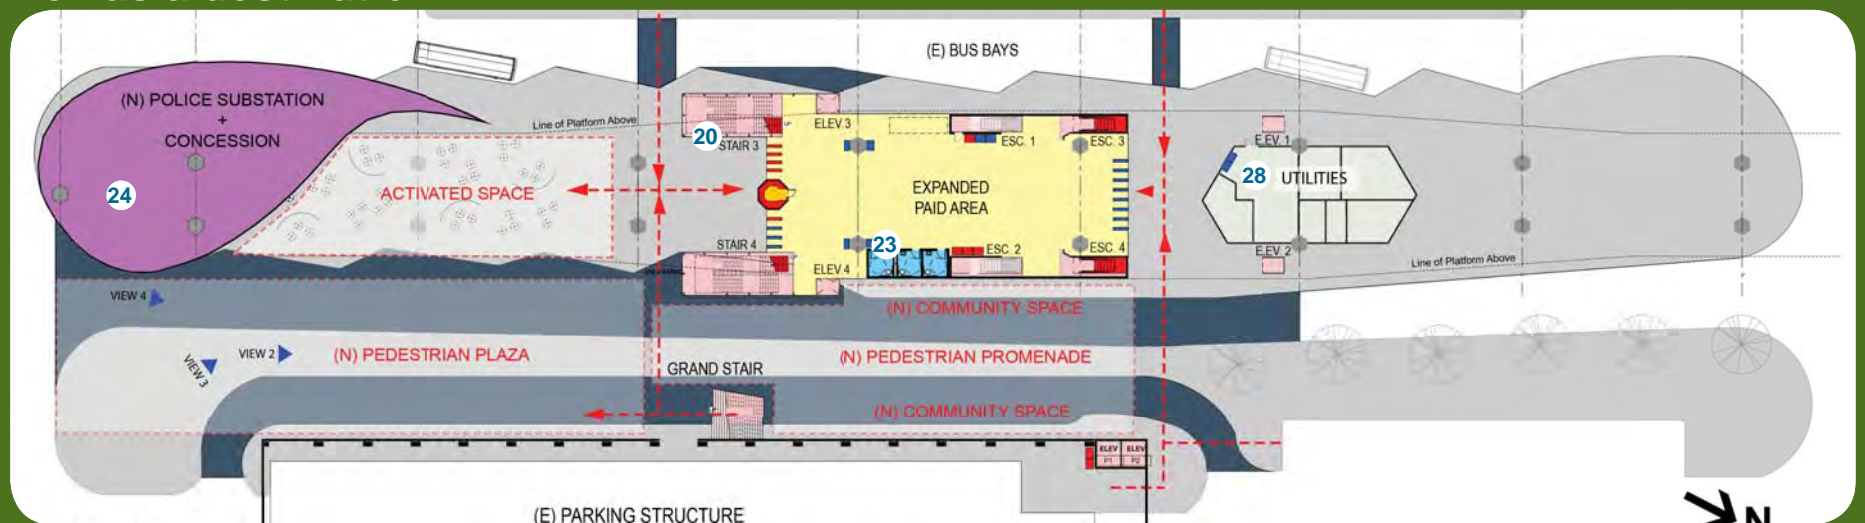 (E) BUS BAYS
(N) POLICE SUBSTATION
+
CONCESSION
24
Line of Platform Above
ACTIVATED SPACE
20
STAIR 3
ELEV.3
ESC. 1
ESC. 3
EXPANDED
PAID AREA
ELEV. 1
28
UTILITIES
STAIR 4
ELEV.4
23
ESC. 2
ESC. 4
ELEV. 2
Line of Platform Above
VIEW 4
(N) COMMUNITY SPACE
VIEW 3
VIEW 2
(N) PEDESTRIAN PLAZA
(N) PEDESTRIAN PROMENADE
GRAND STAIR
(N) COMMUNITY SPACE
ELEV
P1
ELEV
P2
(E) PARKING STRUCTURE
N